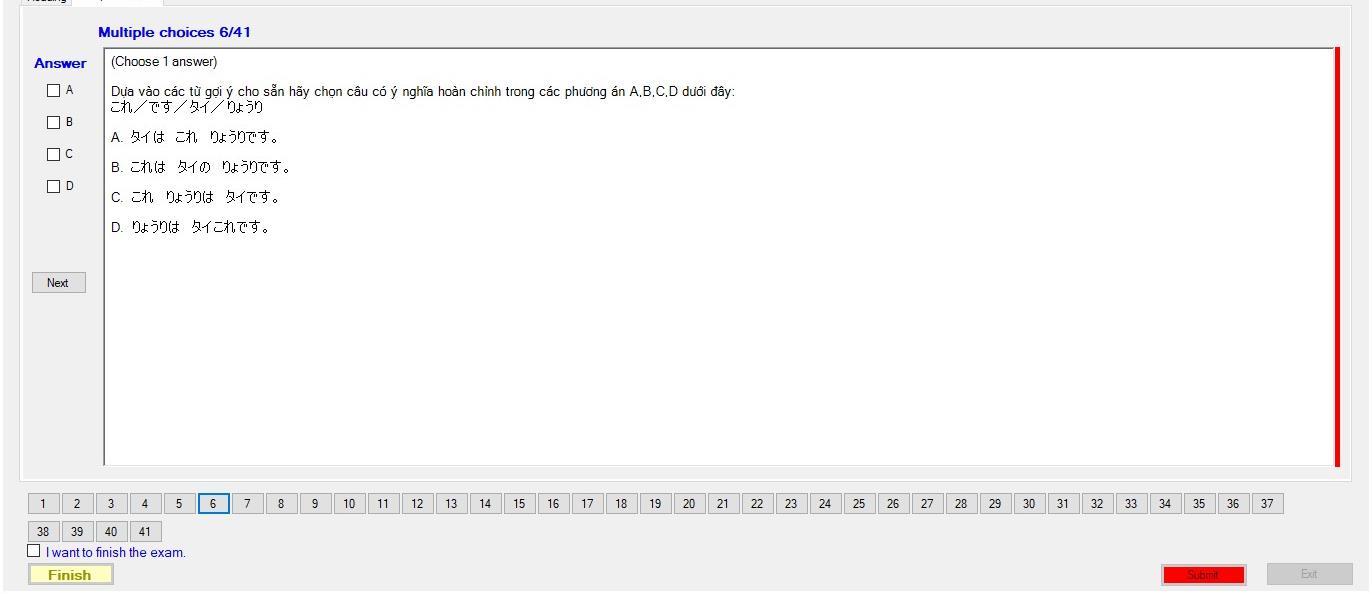 Multiple choices 6/41
Answer
(Choose 1 answer)
A
Dựa vào các từ gợi ý cho sẵn hãy chọn câu có ý nghĩa hoàn chỉnh trong các phương án A,B,C,D dưới đây:
これ／です／タイ／りょうり
B
A. タイは これ りょうりです。
C
B. これは タイの りょうりです。
D
C. これ りょうりは タイです。
D. りょうりは タイこれです。
Next
1 2 3 4 5 6 7 8 9 10 11 12 13 14 15 16 17 18 19 20 21 22 23 24 25 26 27 28 29 30 31 32 33 34 35 36 37
38 39 40 41
I want to finish the exam.
Finish Submit Exit